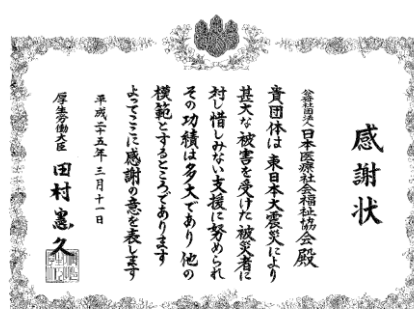 感謝状
公益社団法人日本医療社会福祉協会殿
貴団体は 東日本大震災により
甚大な被害を受けた被災者に
対し惜しみない支援に努められ
その功績は多大であり 他の
模範とするところであります
よってここに感謝の意を表します
平成二十五年三月十一日
厚生労働大臣 田村憲久